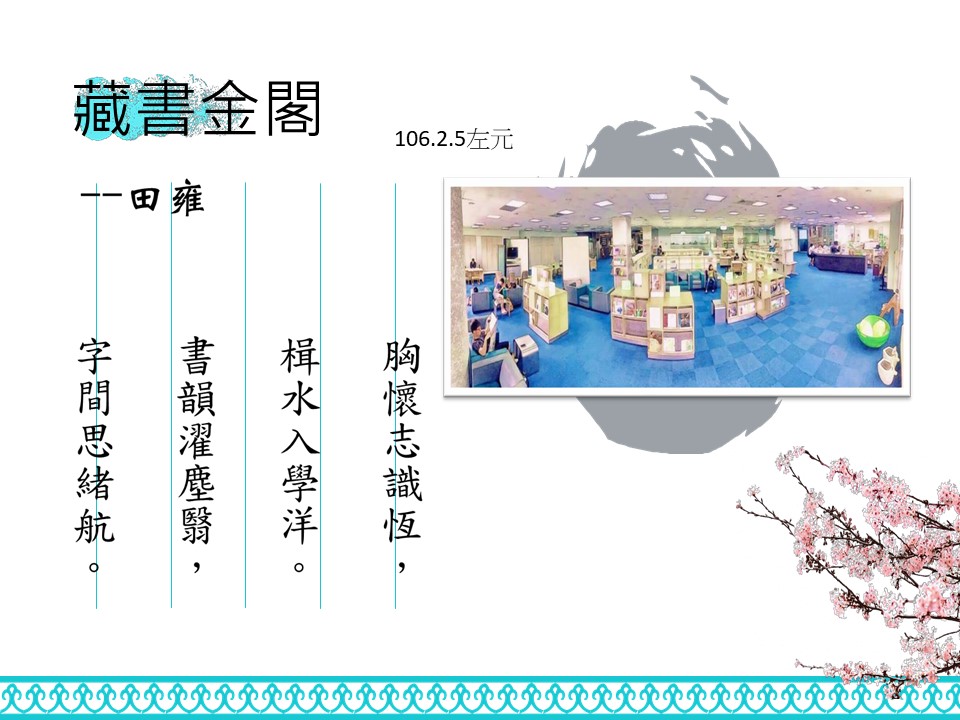 藏書金閣
106.2.5左元
--田雍
胸懷志識恆，
楫水入學洋。
書韻濯塵翳，
字間思緒航。